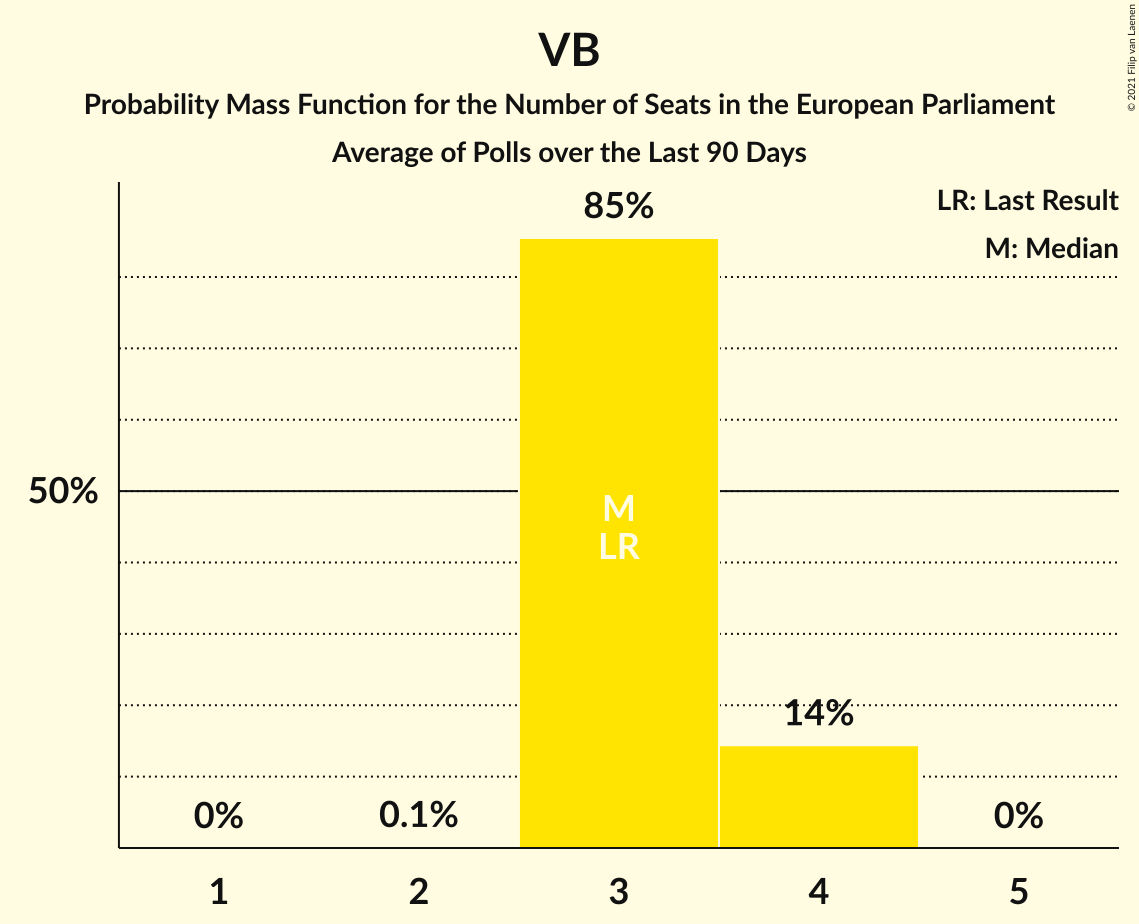 VB
Probability Mass Function for the Number of Seats in the European Parliament
Average of Polls over the Last 90 Days
© 2021 Filip van Laenen
LR: Last Result
M: Median
85%
50%
M
LR
14%
0%
0.1%
0%
1
2
3
4
5